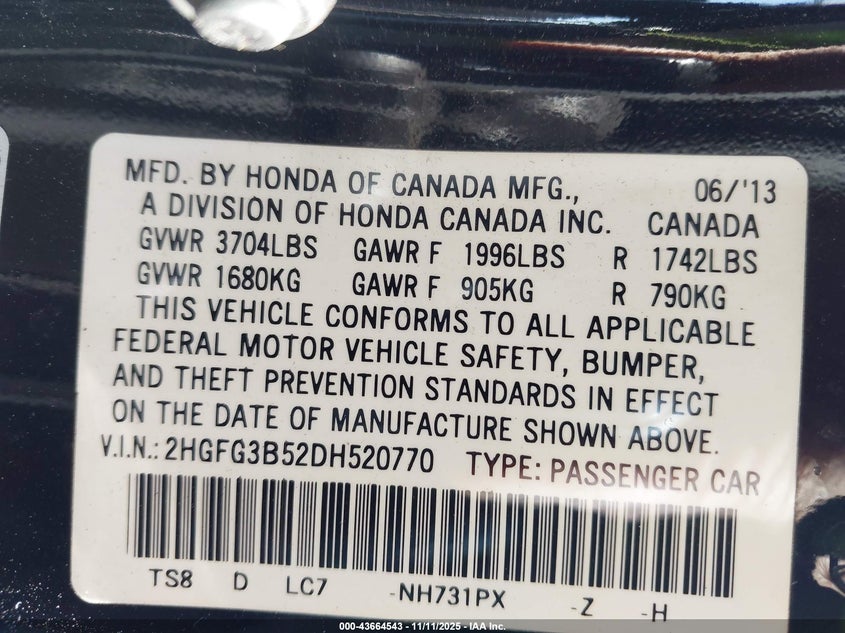 MFD. BY HONDA OF CANADA MFG., 06/'13
A DIVISION OF HONDA CANADA INC. CANADA
GVWR 3704LBS GAWR F 1996LBS R 1742LBS
GVWR 1680KG GAWR F 905KG R 790KG
THIS VEHICLE CONFORMS TO ALL APPLICABLE
FEDERAL MOTOR VEHICLE SAFETY, BUMPER,
AND THEFT PREVENTION STANDARDS IN EFFECT
ON THE DATE OF MANUFACTURE SHOWN ABOVE.
V.I.N.: 2HGFG3B52DH520770 TYPE: PASSENGER CAR
TS8 D LC7 -NH731PX -Z -H
000-43664543 - 11/11/2025 - IAA Inc.